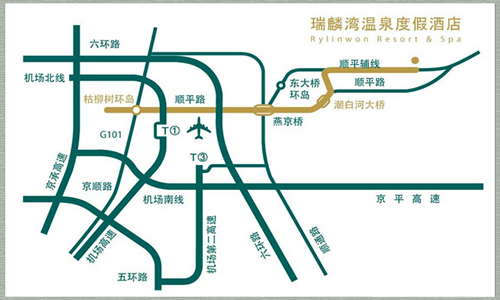 瑞麟湾温泉度假酒店
Rylinwon Resort & Spa
六环路
机场北线
顺平辅线
东大桥
环岛
顺平路
枯柳树环岛
顺平路
潮白河大桥
燕京桥
G101
T①
T③
京承高速
京顺路
机场南线
京平高速
机场高速
机场第二高速
六环路
顺通路
五环路